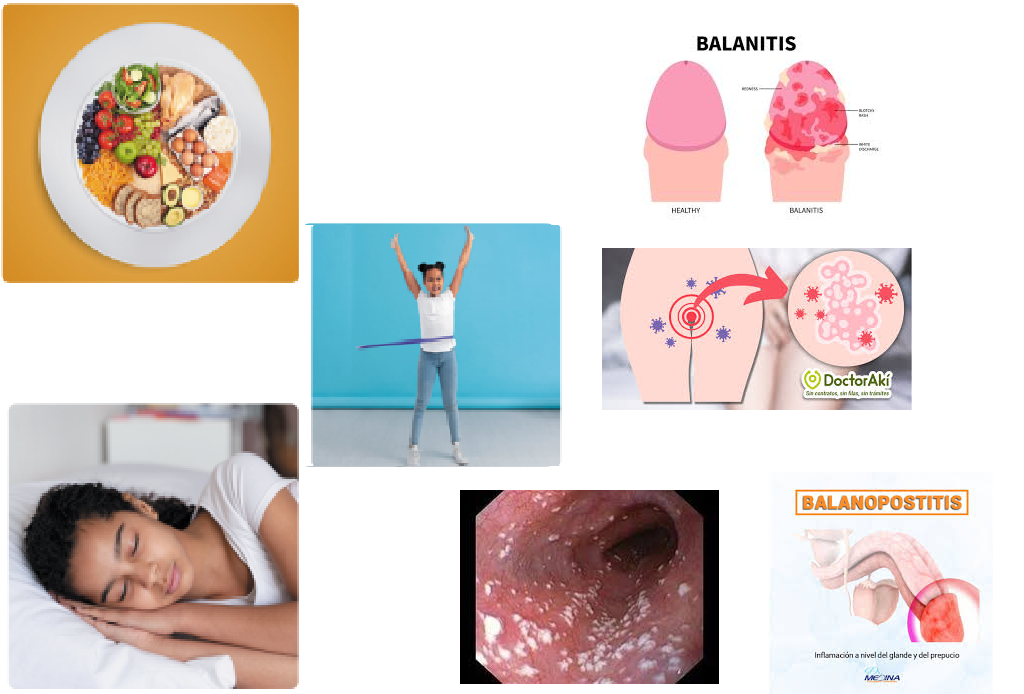 BALANITIS
REDNESS
BLOTCHY
RASH
WHITE
DISCHARGE
HEALTHY
BALANITIS
DoctorAkí
Sin contratos, sin filas, sin trámites
BALANOPOSTITIS
Inflamación a nivel del glande y del prepucio
MEDINA